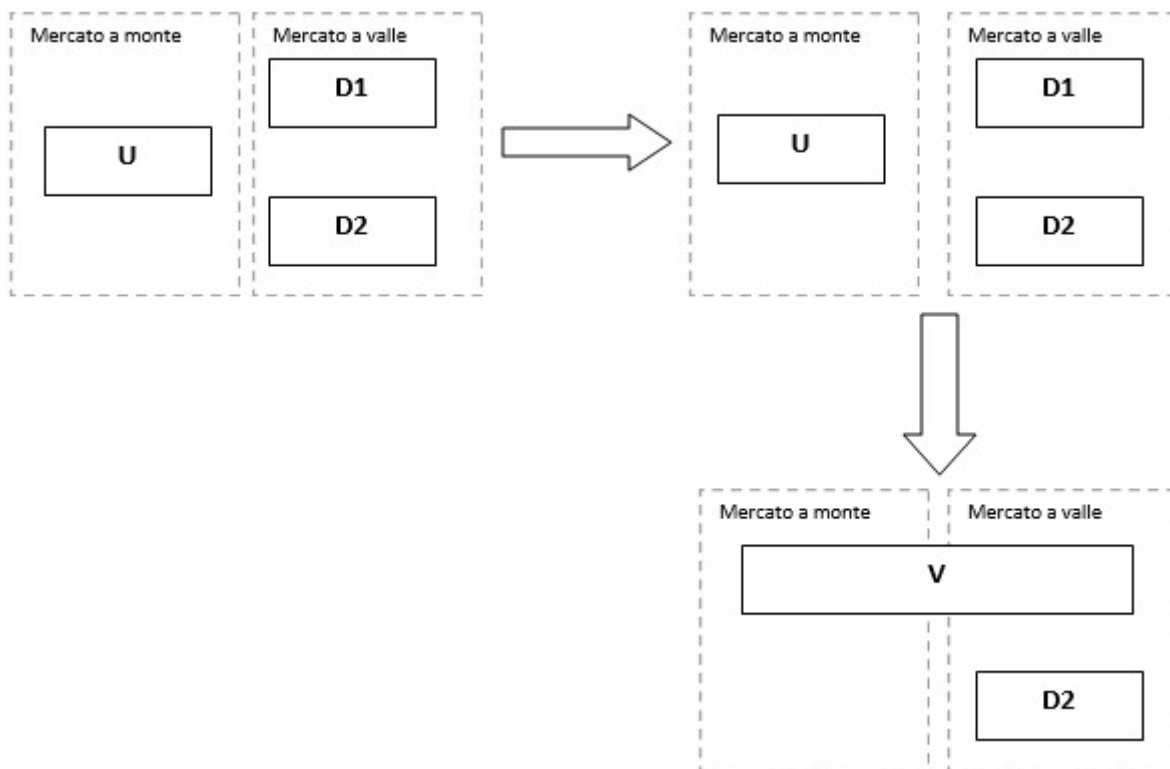 Mercato a monte
Mercato a valle
U
D1
D2
Mercato a monte
Mercato a valle
U
D1
D2
Mercato a monte
Mercato a valle
V
D2